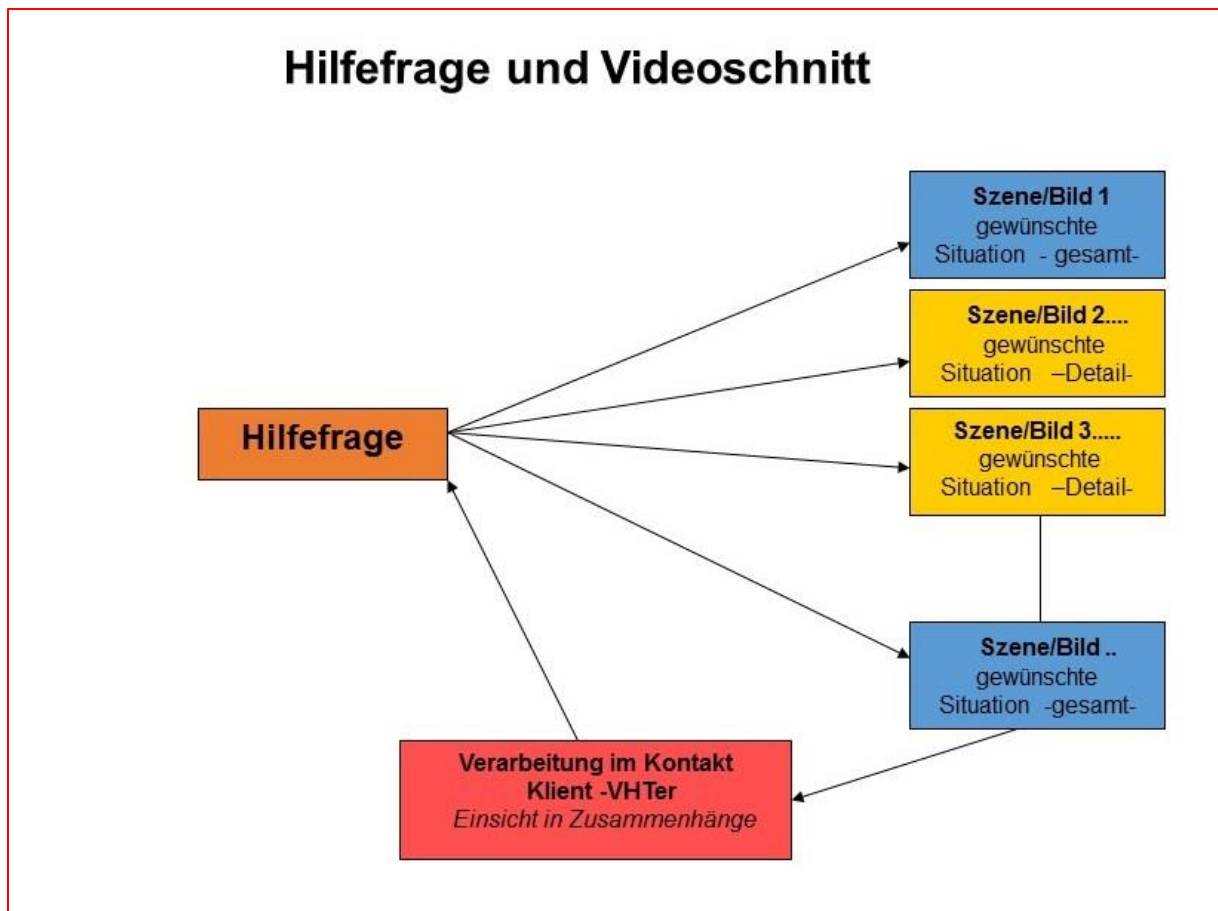 Hilfefrage und Videoschnitt
Szene/Bild 1
gewünschte
Situation - gesamt-
Szene/Bild 2....
gewünschte
Situation –Detail-
Hilfefrage
Szene/Bild 3.....
gewünschte
Situation –Detail-
Szene/Bild ..
gewünschte
Situation -gesamt-
Verarbeitung im Kontakt
Klient -VHTer
Einsicht in Zusammenhänge